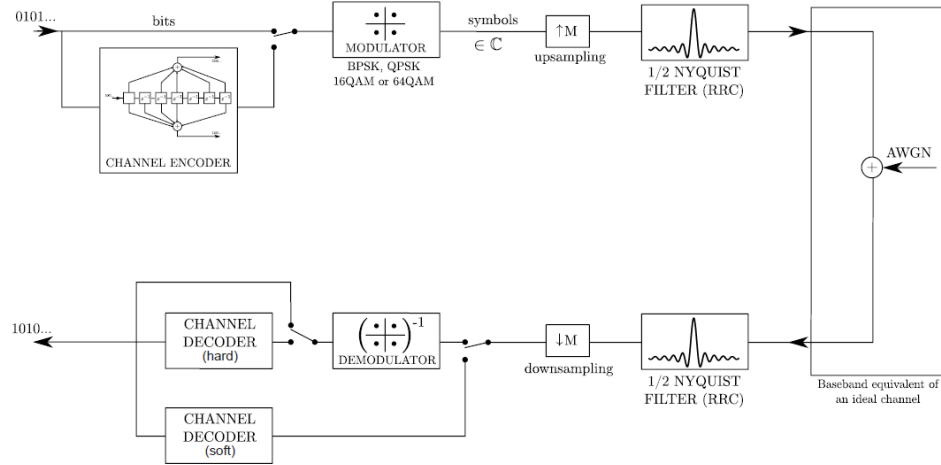 0101...
bits
symbols
∈ ℂ
MODULATOR
BPSK, QPSK
16QAM or 64QAM
↑M
upsampling
1/2 NYQUIST
FILTER (RRC)
CHANNEL ENCODER
AWGN
1010...
CHANNEL
DECODER
(hard)
-1
DEMODULATOR
↓M
downsampling
1/2 NYQUIST
FILTER (RRC)
Baseband equivalent of
an ideal channel
CHANNEL
DECODER
(soft)